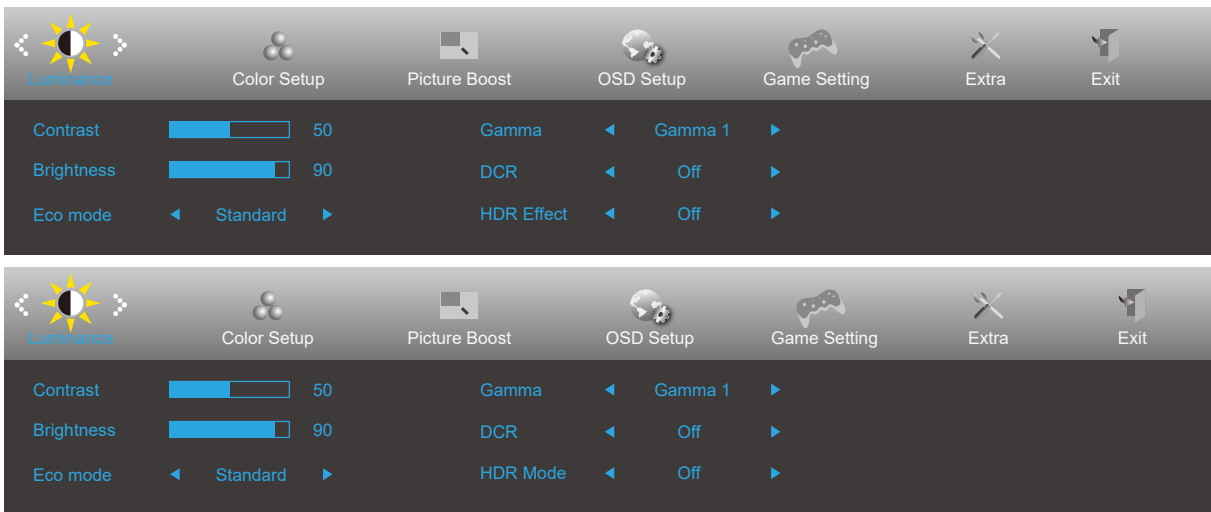 Luminance Color Setup Picture Boost OSD Setup Game Setting Extra Exit
Contrast 50 Gamma Gamma 1
Brightness 90 DCR Off
Eco mode Standard HDR Effect Off
Luminance Color Setup Picture Boost OSD Setup Game Setting Extra Exit
Contrast 50 Gamma Gamma 1
Brightness 90 DCR Off
Eco mode Standard HDR Mode Off